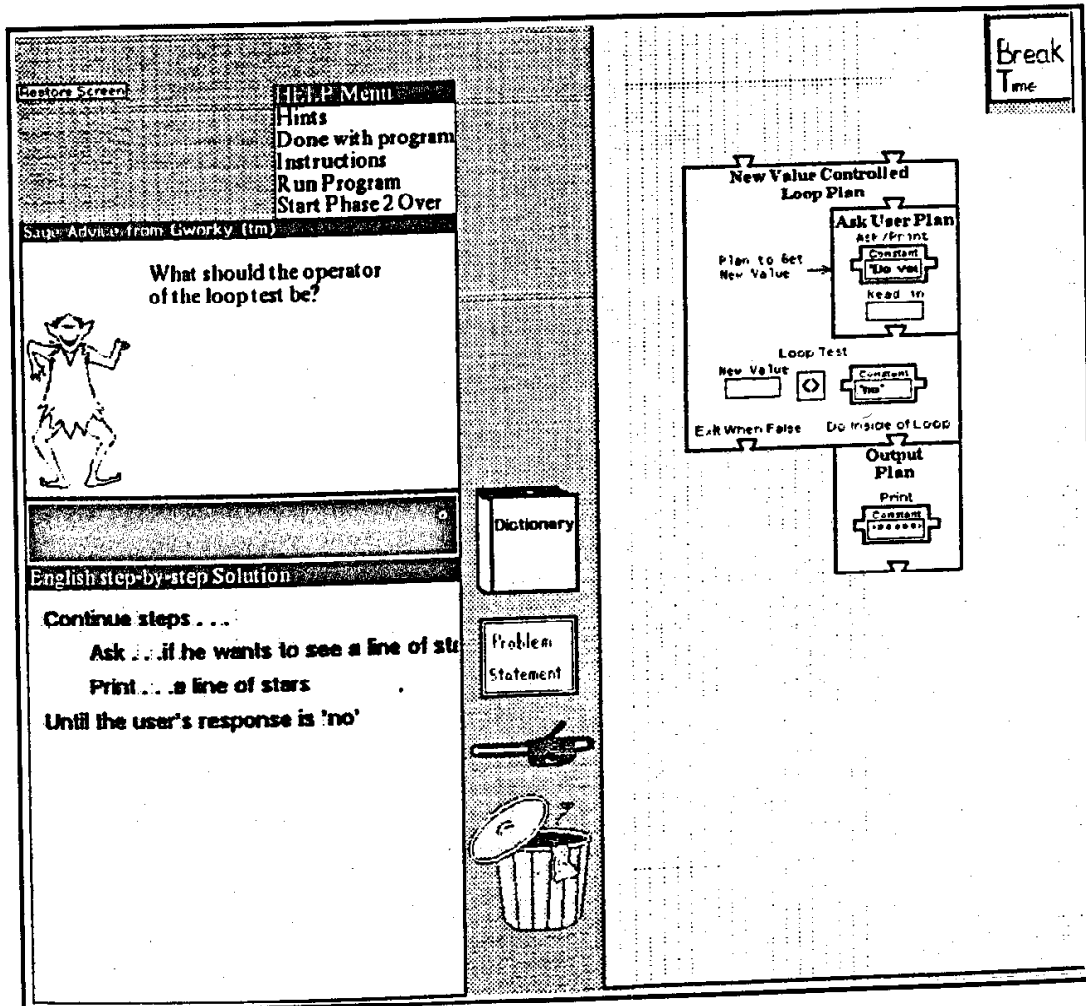 Break
Time
Restore Screen
HELP Menu
Hints
Done with program
Instructions
Run Program
Start Phase 2 Over
Sage Advice from Gworky (tm)
What should the operator
of the loop test be?
English step-by-step Solution
Continue steps . . . .
Ask . . .if he wants to see a line of sta
Print. . . .a line of stars
Until the user's response is 'no'
Dictionary
Problem
Statement
New Value Controlled
Loop Plan
Ask User Plan
Ask/Print
Constant
"Do you
Plan to Get
New Value
Read in
Loop Test
New Value
<>
Constant
"no"
Exit When False
Do Inside of Loop
Output
Plan
Print
Constant